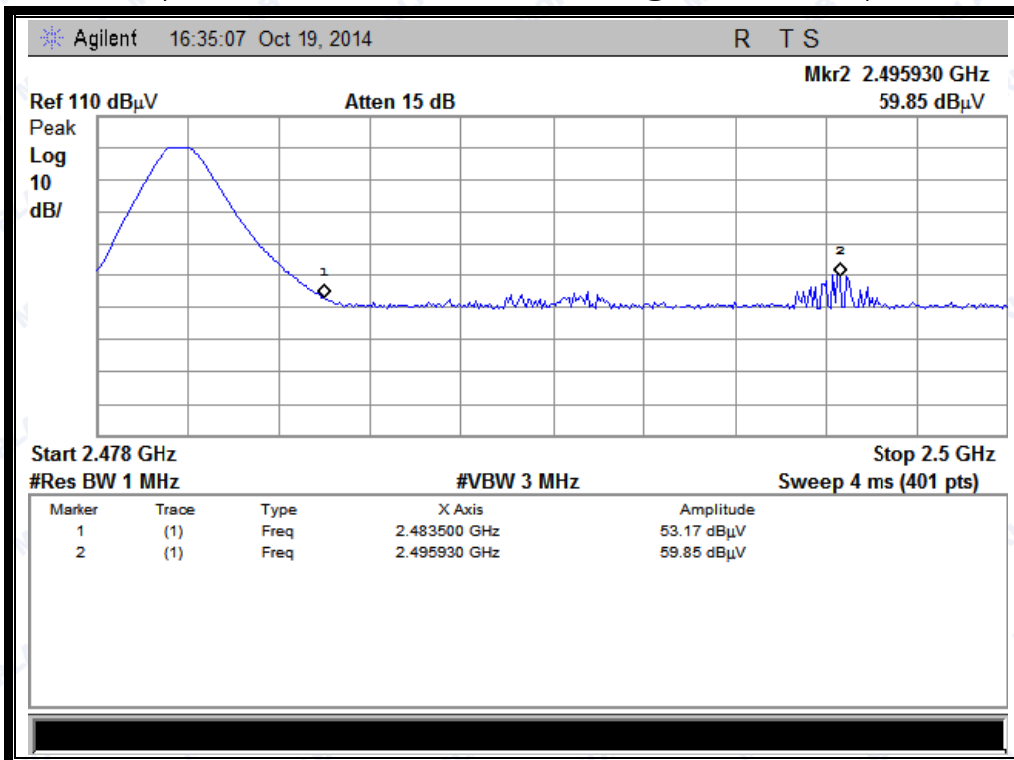 Agilent 16:35:07 Oct 19, 2014 R T S
Mkr2 2.495930 GHz
Ref 110 dBµV Atten 15 dB 59.85 dBµV
Peak
Log
10
dB/
1
2
Start 2.478 GHz Stop 2.5 GHz
#Res BW 1 MHz #VBW 3 MHz Sweep 4 ms (401 pts)
Marker Trace Type X Axis Amplitude
1 (1) Freq 2.483500 GHz 53.17 dBµV
2 (1) Freq 2.495930 GHz 59.85 dBµV